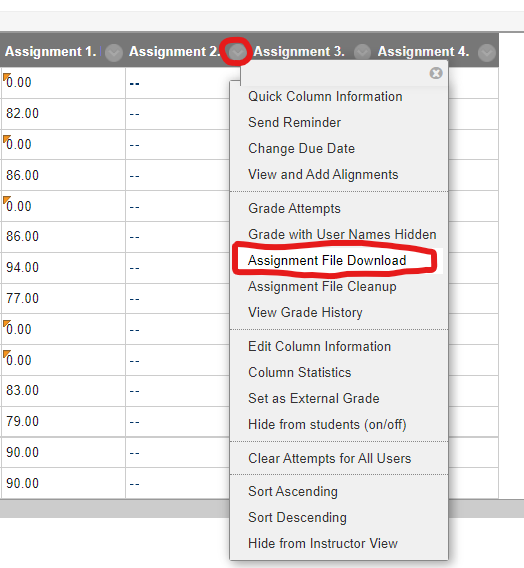 Assignment 1. Assignment 2. Assignment 3. Assignment 4.
0.00 --
82.00 --
0.00 --
86.00 --
0.00 --
86.00 --
94.00 --
77.00 --
0.00 --
0.00 --
83.00 --
79.00 --
90.00 --
90.00 --
Quick Column Information
Send Reminder
Change Due Date
View and Add Alignments
Grade Attempts
Grade with User Names Hidden
Assignment File Download
Assignment File Cleanup
View Grade History
Edit Column Information
Column Statistics
Set as External Grade
Hide from students (on/off)
Clear Attempts for All Users
Sort Ascending
Sort Descending
Hide from Instructor View